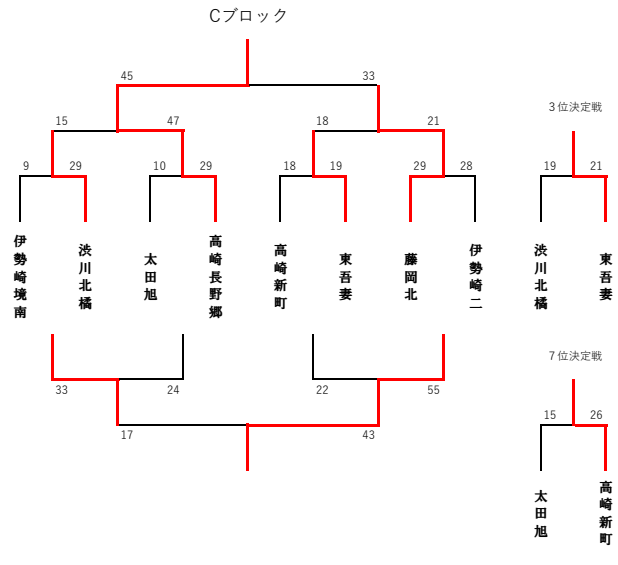 Cブロック
45 33
15 47 18 21
3位決定戦
9 29 10 29 18 19 29 28 19 21
伊勢崎境南
渋川北橘
太田旭
高崎長野郷
高崎新町
東吾妻
藤岡北
伊勢崎二
渋川北橘
東吾妻
33 24 22 55
17 43
7位決定戦
15 26
太田旭
高崎新町